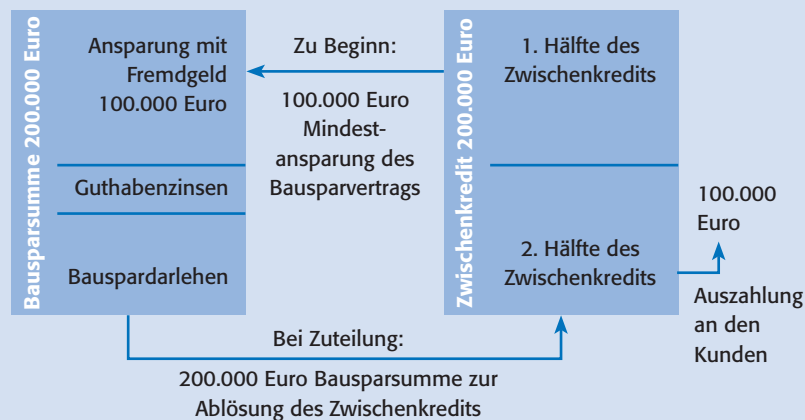 Bausparsumme 200.000 Euro
Ansparung mit
Fremdgeld
100.000 Euro
Guthabenzinsen
Bauspardarlehen
Zu Beginn:
100.000 Euro
Mindest-
ansparung des
Bausparvertrags
Zwischenkredit 200.000 Euro
1. Hälfte des
Zwischenkredits
2. Hälfte des
Zwischenkredits
100.000
Euro
Auszahlung
an den
Kunden
Bei Zuteilung:
200.000 Euro Bausparsumme zur
Ablösung des Zwischenkredits